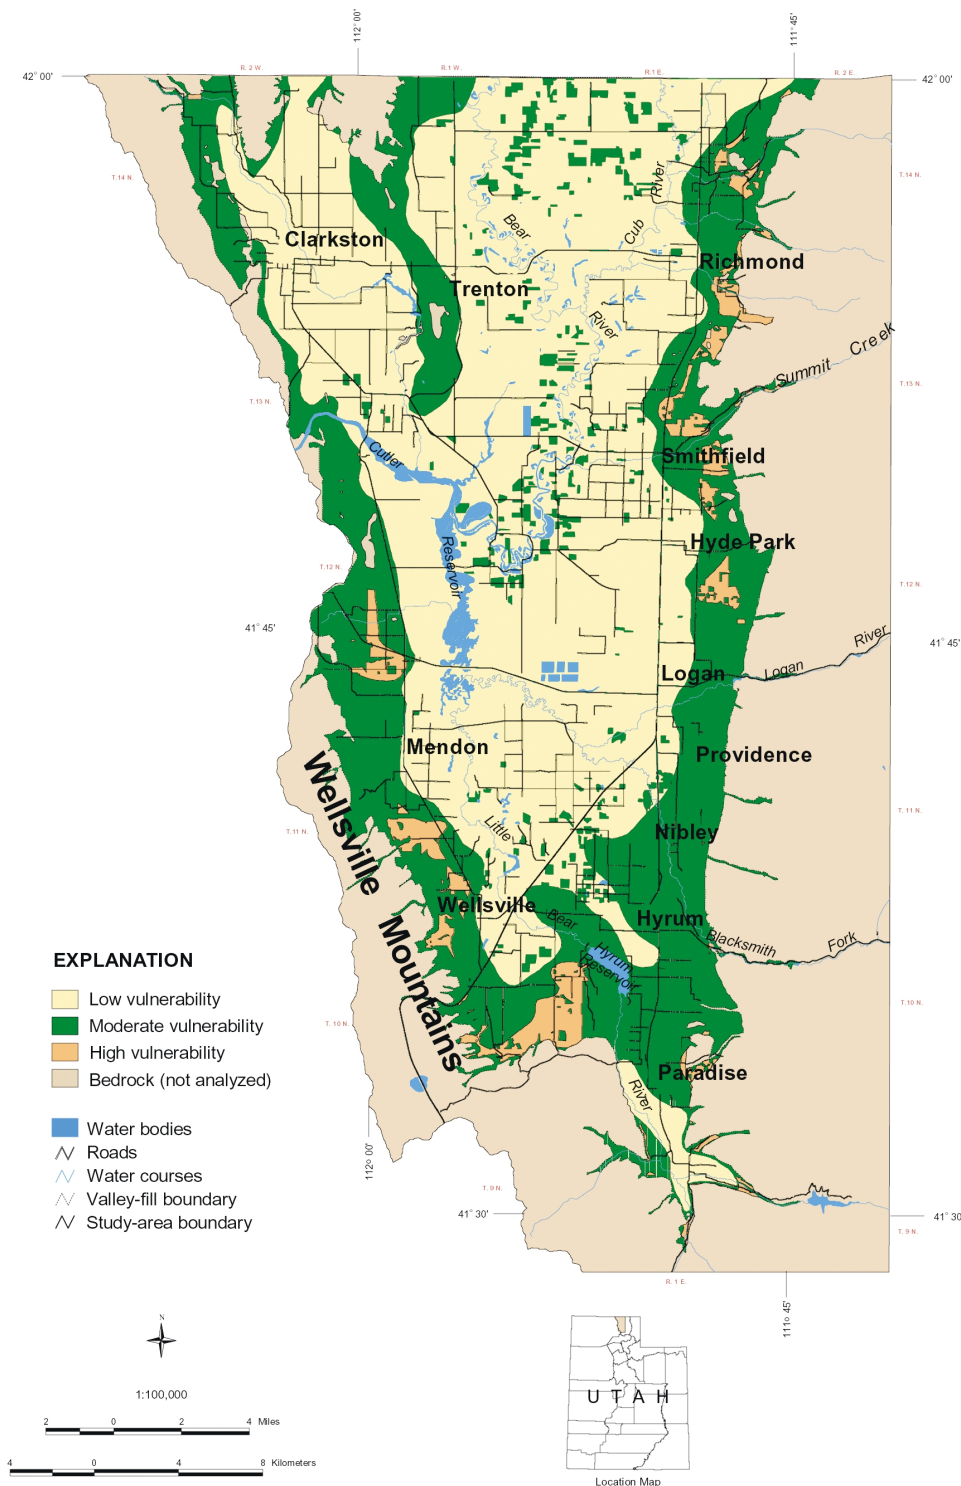 112° 00'
111° 45'
42° 00'
R. 2 W.
R.1 W.
R.1 E.
R. 2 E.
42° 00'
T.14 N.
T.14 N.
Bear
River
Cub
River
Clarkston
Richmond
Trenton
Summit Creek
T.13 N.
T.13 N.
Cutler
Reservoir
Smithfield
Hyde Park
T.12 N.
T.12 N.
41° 45'
41° 45'
Logan
Logan River
Mendon
Providence
Wellsville Mountains
T.11 N.
T.11 N.
Little
Bear
River
Nibley
Wellsville
Hyrum
Hyrum
Reservoir
Blacksmith Fork
T.10 N.
T.10 N.
Paradise
EXPLANATION
Low vulnerability
Moderate vulnerability
High vulnerability
Bedrock (not analyzed)
Water bodies
Roads
Water courses
Valley-fill boundary
Study-area boundary
112o 00'
T. 9 N.
41° 30'
41° 30
T. 9 N.
R. 1 E.
111o 45'
N
1:100,000
2 0 2 4 Miles
4 0 4 8 Kilometers
UTAH
Location Map